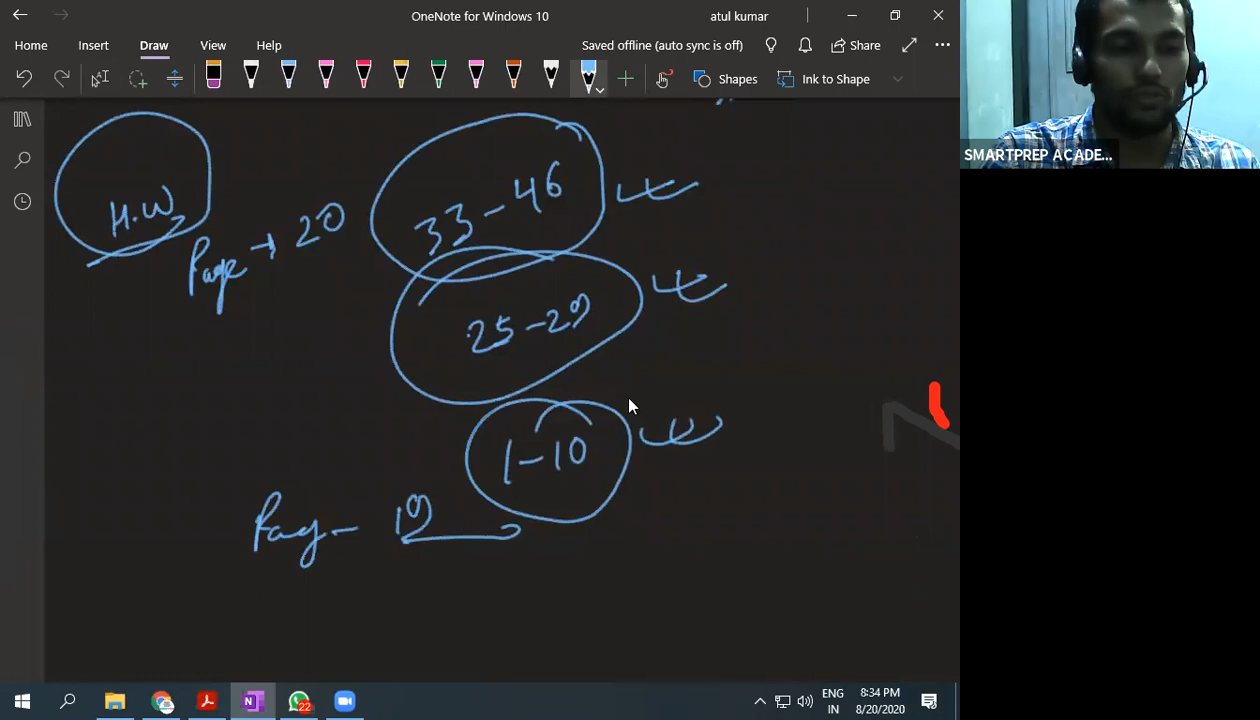 OneNote for Windows 10
atul kumar
Home Insert Draw View Help
Saved offline (auto sync is off)
Share
Shapes
Ink to Shape
SMARTPREP ACADE...
H.W
Page → 20
33-46
25-29
1-10
Pag - 19
22
ENG
IN
8:34 PM
8/20/2020